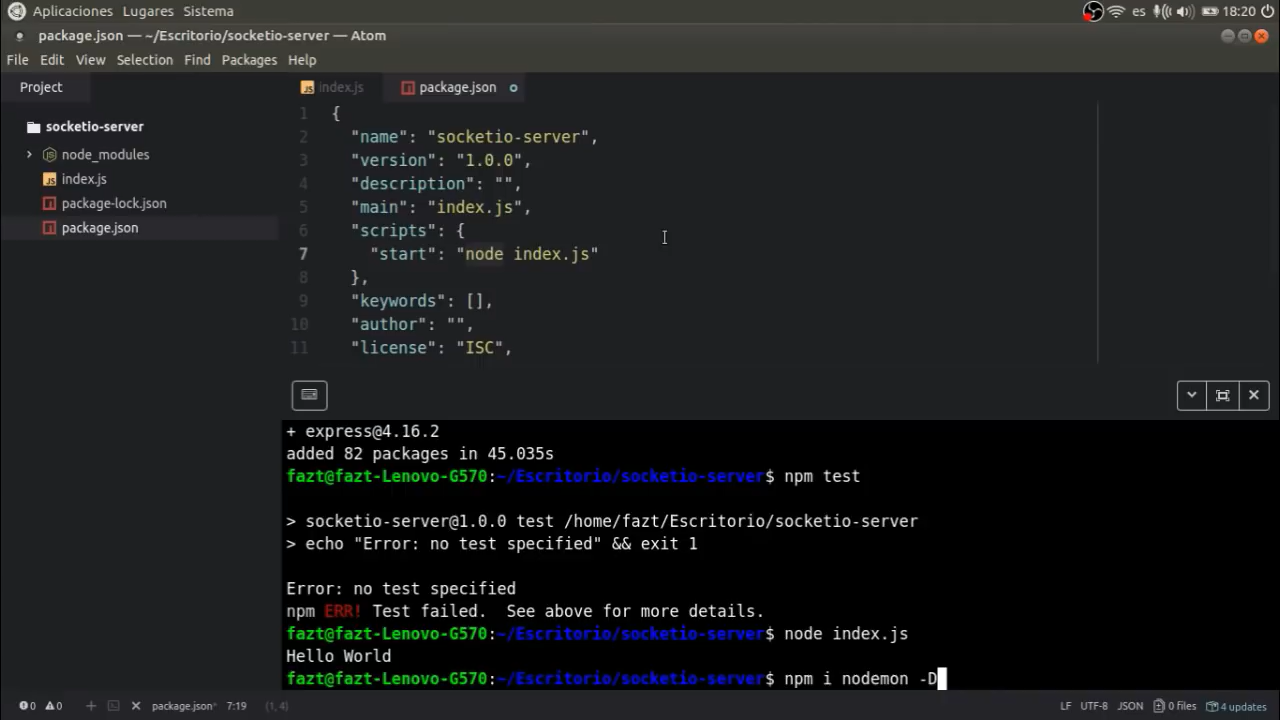 Aplicaciones Lugares Sistema es 18:20
package.json — ~/Escritorio/socketio-server — Atom
File Edit View Selection Find Packages Help
Project index.js package.json
socketio-server
node_modules
index.js
package-lock.json
package.json
1 {
2 "name": "socketio-server",
3 "version": "1.0.0",
4 "description": "",
5 "main": "index.js",
6 "scripts": {
7 "start": "node index.js"
8 },
9 "keywords": [],
10 "author": "",
11 "license": "ISC",
+ express@4.16.2
added 82 packages in 45.035s
fazt@fazt-Lenovo-G570:~/Escritorio/socketio-server$ npm test
> socketio-server@1.0.0 test /home/fazt/Escritorio/socketio-server
> echo "Error: no test specified" && exit 1
Error: no test specified
npm ERR! Test failed.  See above for more details.
fazt@fazt-Lenovo-G570:~/Escritorio/socketio-server$ node index.js
Hello World
fazt@fazt-Lenovo-G570:~/Escritorio/socketio-server$ npm i nodemon -D
0 0 + × package.json* 7:19 (1, 4) LF UTF-8 JSON 0 files 4 updates